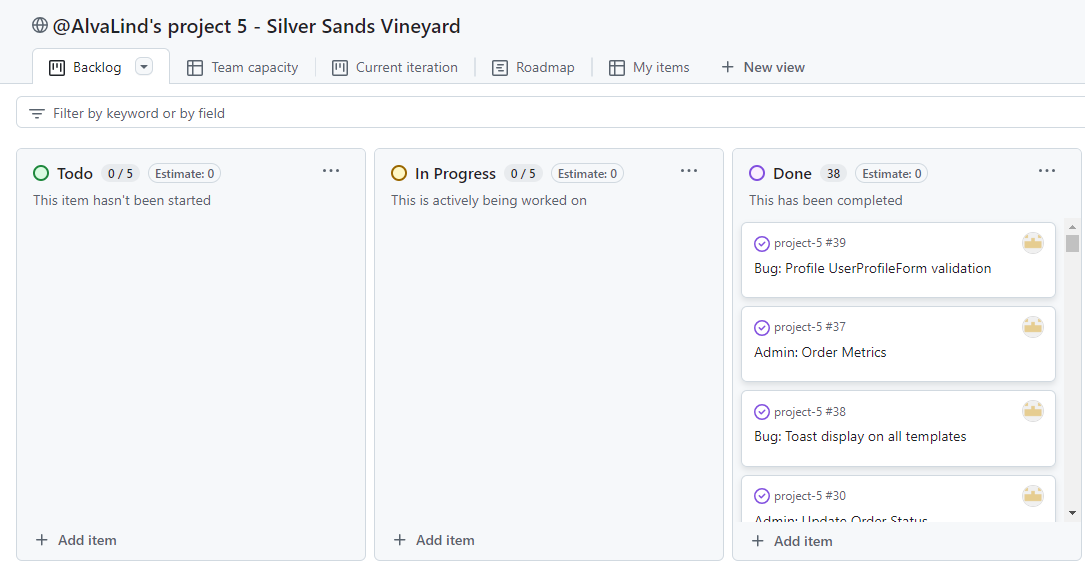 @AlvaLind's project 5 - Silver Sands Vineyard
Backlog
Team capacity
Current iteration
Roadmap
My items
New view
Filter by keyword or by field
Todo 0 / 5 Estimate: 0
This item hasn't been started
Add item
In Progress 0 / 5 Estimate: 0
This is actively being worked on
Add item
Done 38 Estimate: 0
This has been completed
project-5 #39
Bug: Profile UserProfileForm validation
project-5 #37
Admin: Order Metrics
project-5 #38
Bug: Toast display on all templates
project-5 #30
Admin: Update Order Status
Add item